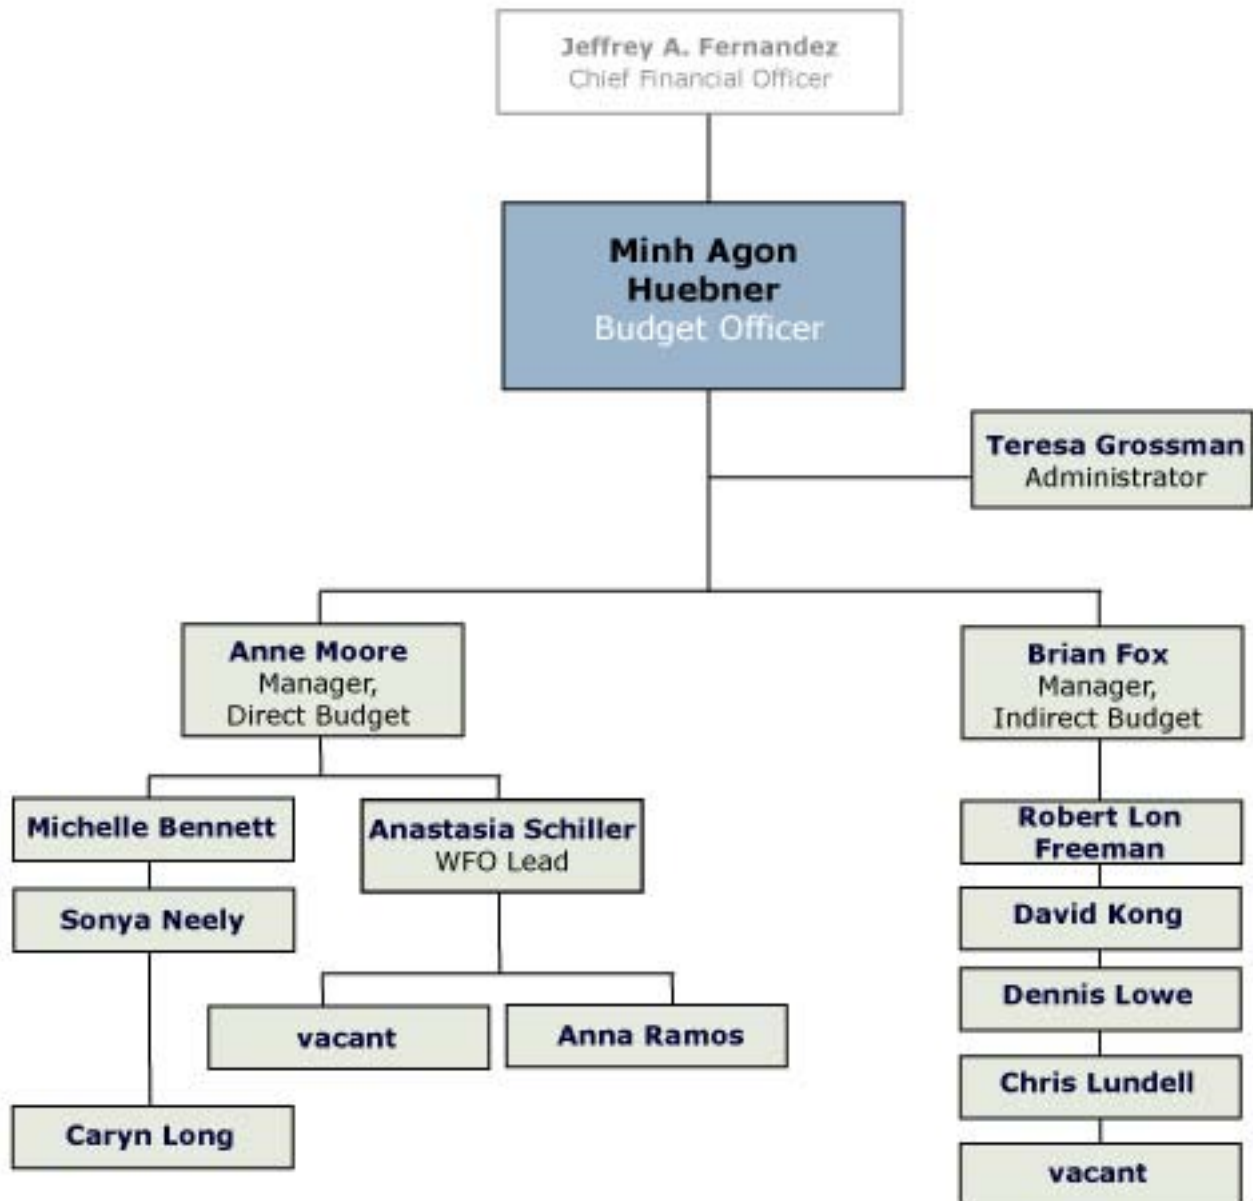 Jeffrey A. Fernandez
Chief Financial Officer
Minh Agon
Huebner
Budget Officer
Teresa Grossman
Administrator
Anne Moore
Manager,
Direct Budget
Brian Fox
Manager,
Indirect Budget
Michelle Bennett
Anastasia Schiller
WFO Lead
Sonya Neely
vacant
Anna Ramos
Caryn Long
Robert Lon
Freeman
David Kong
Dennis Lowe
Chris Lundell
vacant